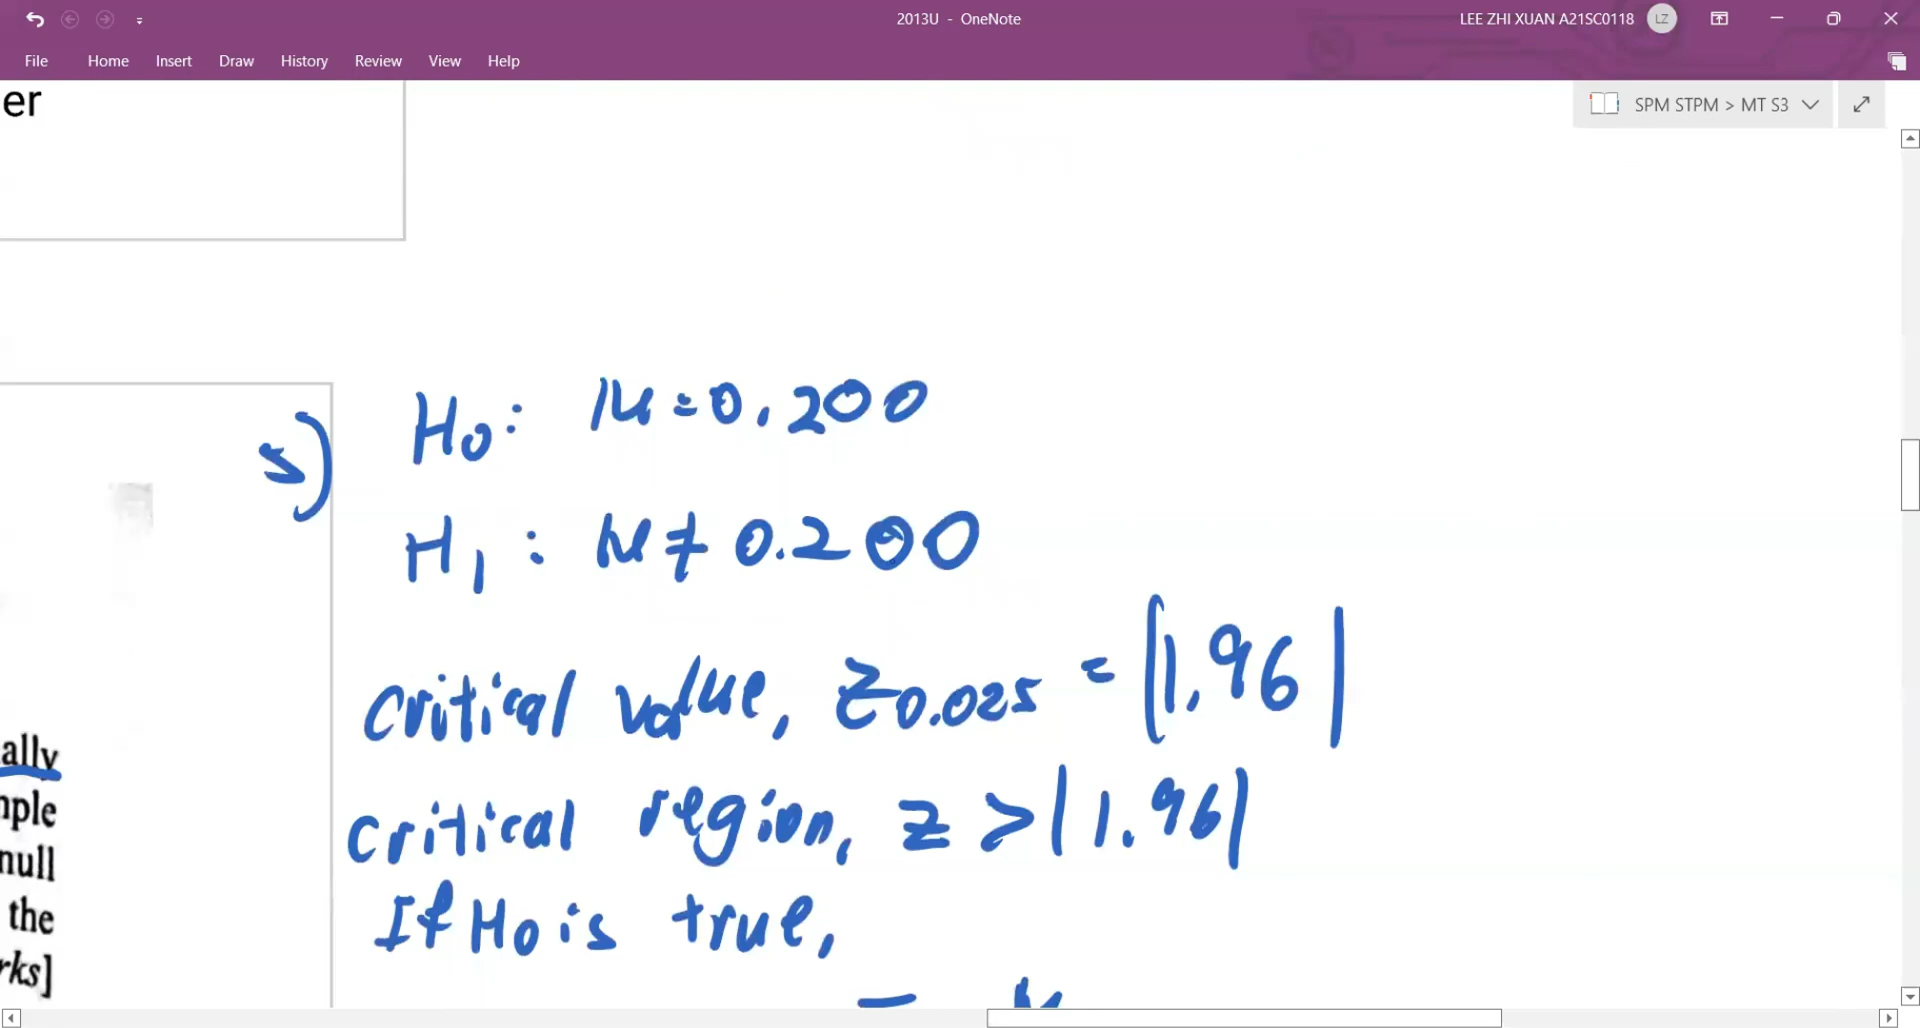 2013U - OneNote
LEE ZHI XUAN A21SC0118
LZ
File Home Insert Draw History Review View Help
er
SPM STPM > MT S3
5)
H₀: μ=0.200
H₁: μ≠0.200
critical value, z₀.₀₂₅ = |1.96|
critical region, z > |1.96|
If H₀ is true,
ally
mple
null
the
rks]